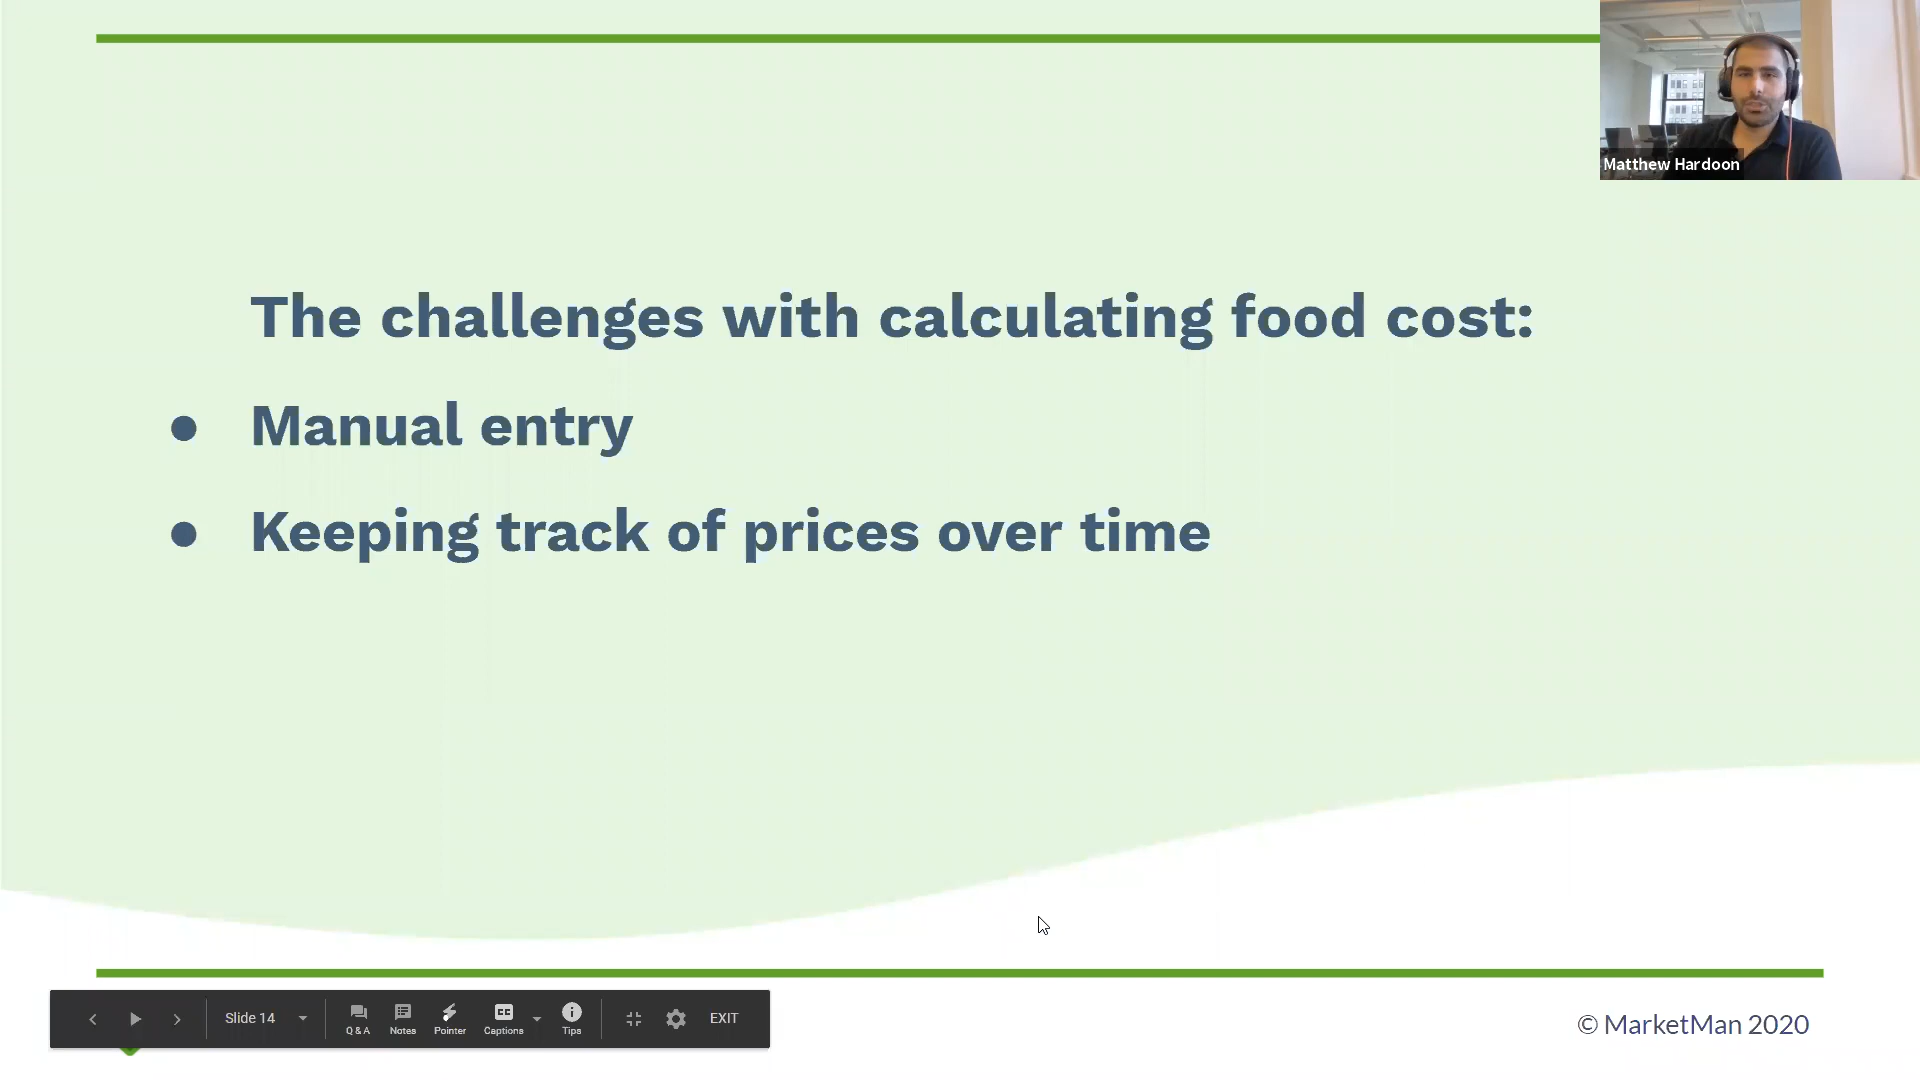 Matthew Hardoon
The challenges with calculating food cost:
● Manual entry
● Keeping track of prices over time
Slide 14
Q & A
Notes
Pointer
CC
Captions
Tips
EXIT
© MarketMan 2020